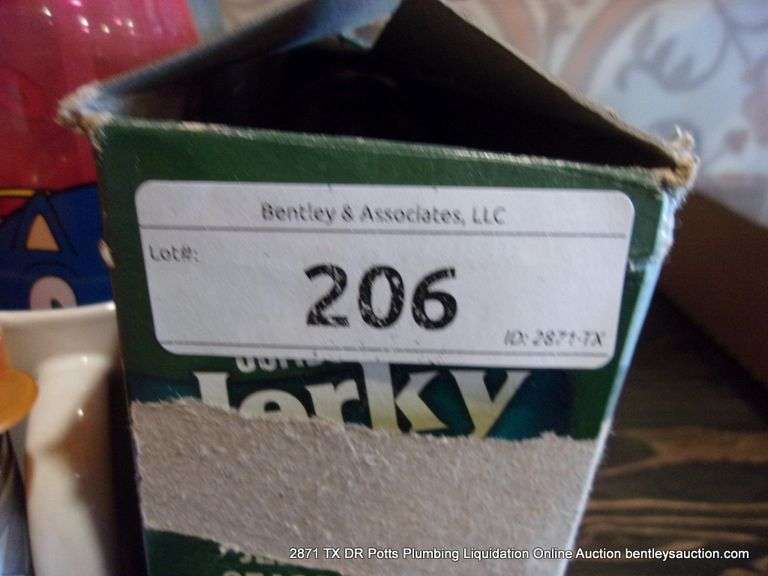 Bentley & Associates, LLC
Lot#:
206
ID: 2871-TX
Jerky
2871 TX DR Potts Plumbing Liquidation Online Auction bentleysauction.com